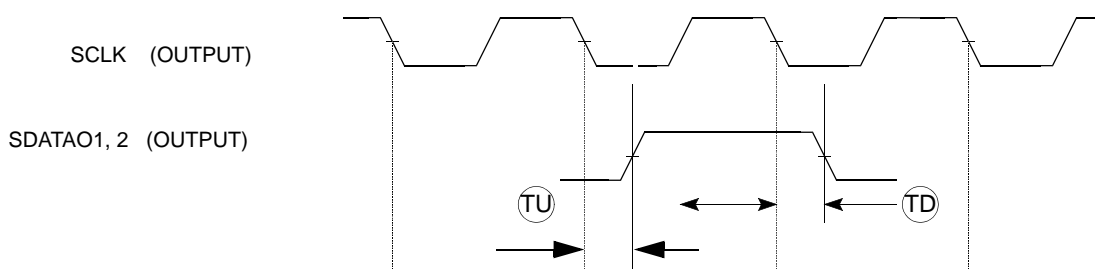 SCLK (OUTPUT)
SDATAO1, 2 (OUTPUT)
TU TD